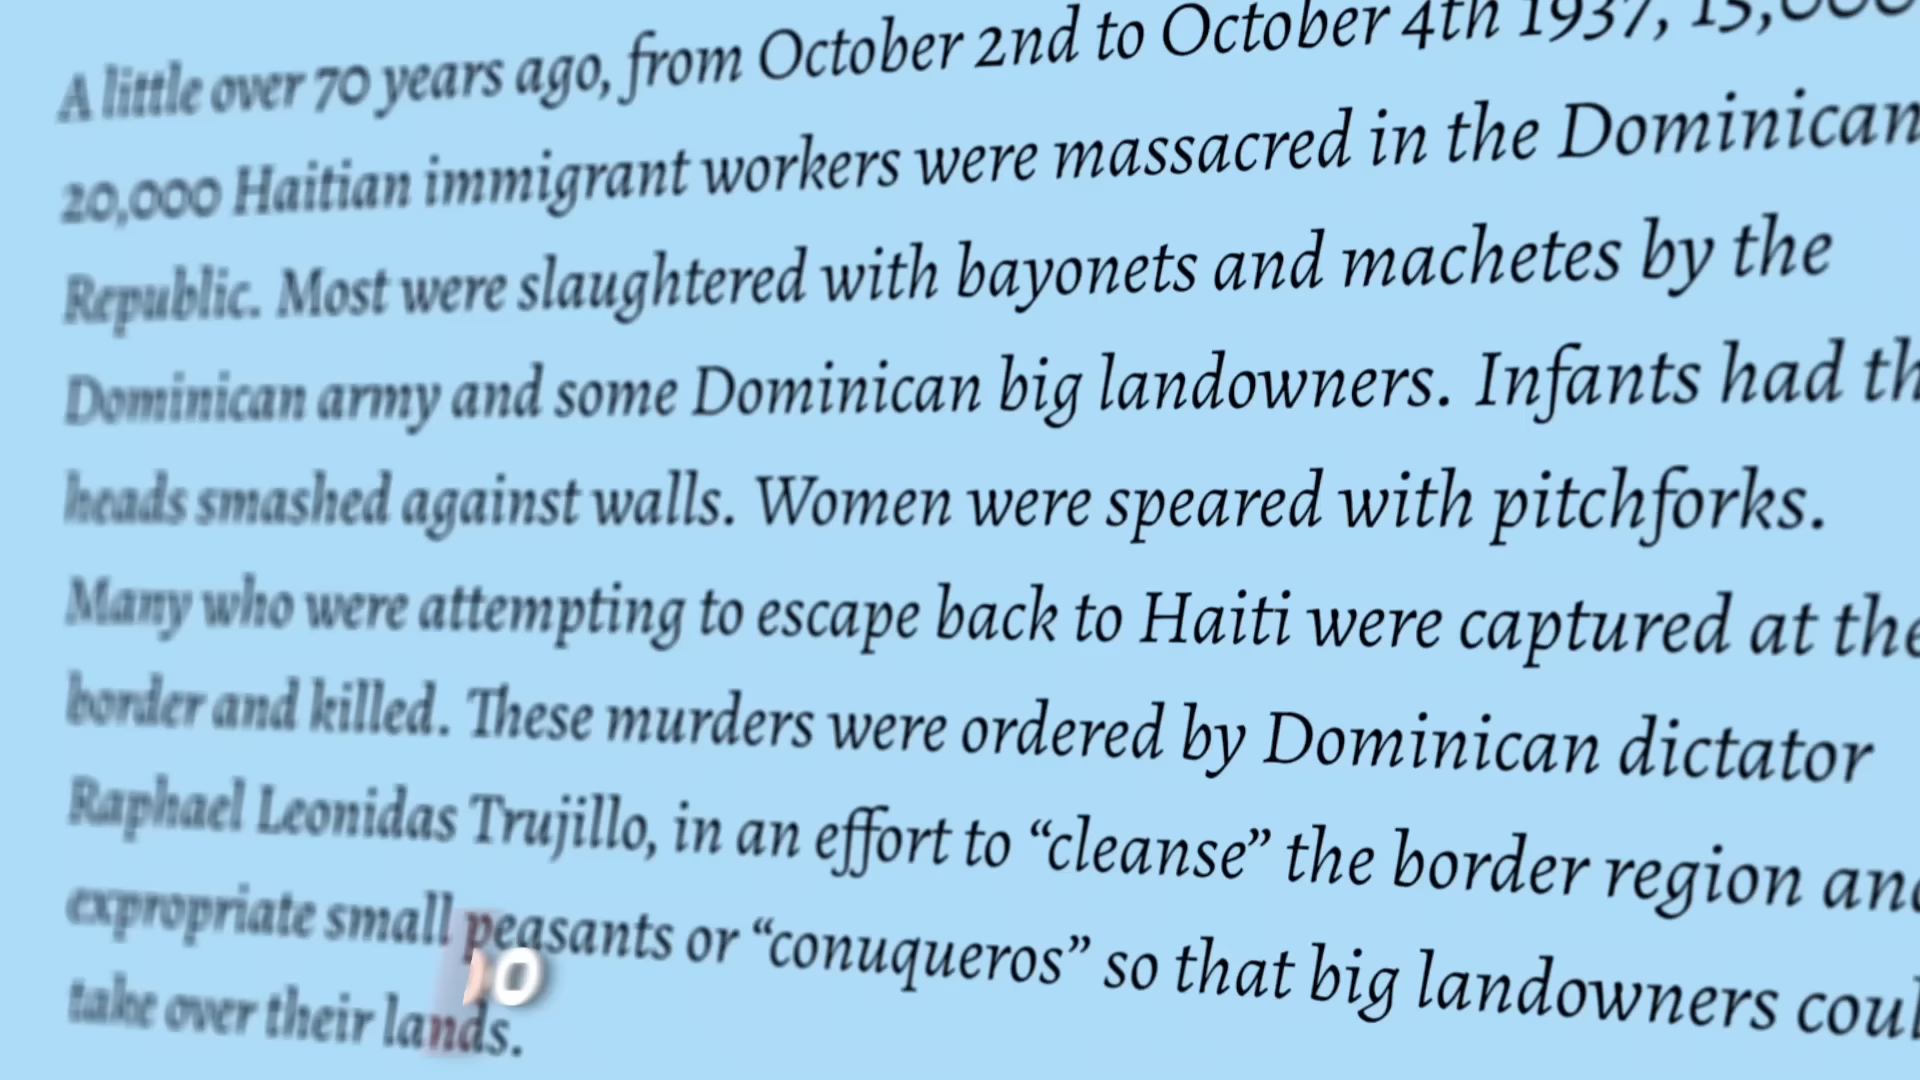 A little over 70 years ago, from October 2nd to October 4th 1937, 15,000
20,000 Haitian immigrant workers were massacred in the Dominican
Republic. Most were slaughtered with bayonets and machetes by the
Dominican army and some Dominican big landowners. Infants had th
heads smashed against walls. Women were speared with pitchforks.
Many who were attempting to escape back to Haiti were captured at the
border and killed. These murders were ordered by Dominican dictator
Raphael Leonidas Trujillo, in an effort to “cleanse” the border region and
expropriate small peasants or “conuqueros” so that big landowners coul
take over their lands.